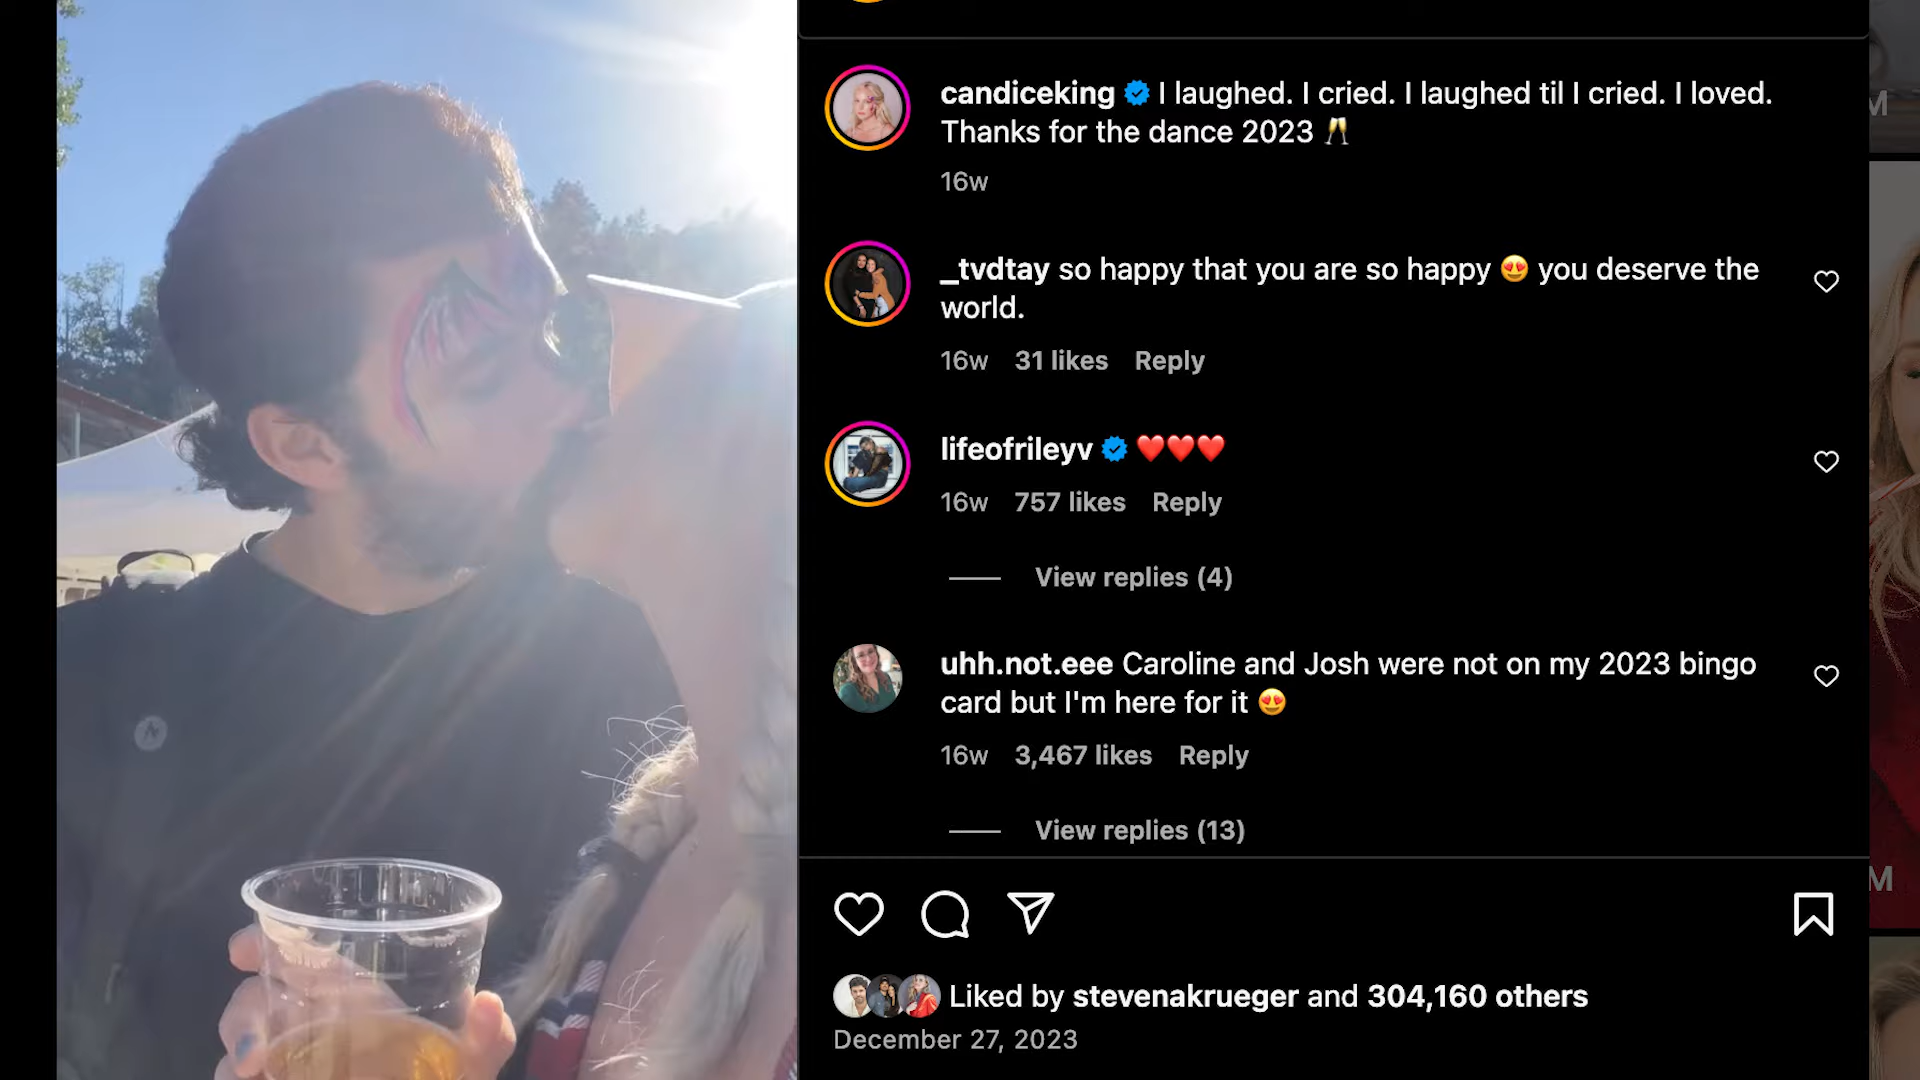 candiceking I laughed. I cried. I laughed til I cried. I loved.
Thanks for the dance 2023 🥂
16w
_tvdtay so happy that you are so happy 😍 you deserve the
world.
16w 31 likes Reply
lifeofrileyv ❤️❤️❤️
16w 757 likes Reply
View replies (4)
uhh.not.eee Caroline and Josh were not on my 2023 bingo
card but I'm here for it 😍
16w 3,467 likes Reply
View replies (13)
Liked by stevenakrueger and 304,160 others
December 27, 2023
M
M